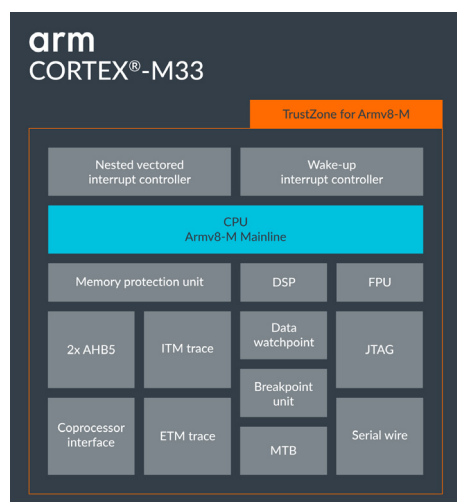 arm
CORTEX®-M33
TrustZone for Armv8-M
Nested vectored
interrupt controller
Wake-up
interrupt controller
CPU
Armv8-M Mainline
Memory protection unit
DSP
FPU
2x AHB5
ITM trace
Data
watchpoint
JTAG
Breakpoint
unit
Coprocessor
interface
ETM trace
MTB
Serial wire